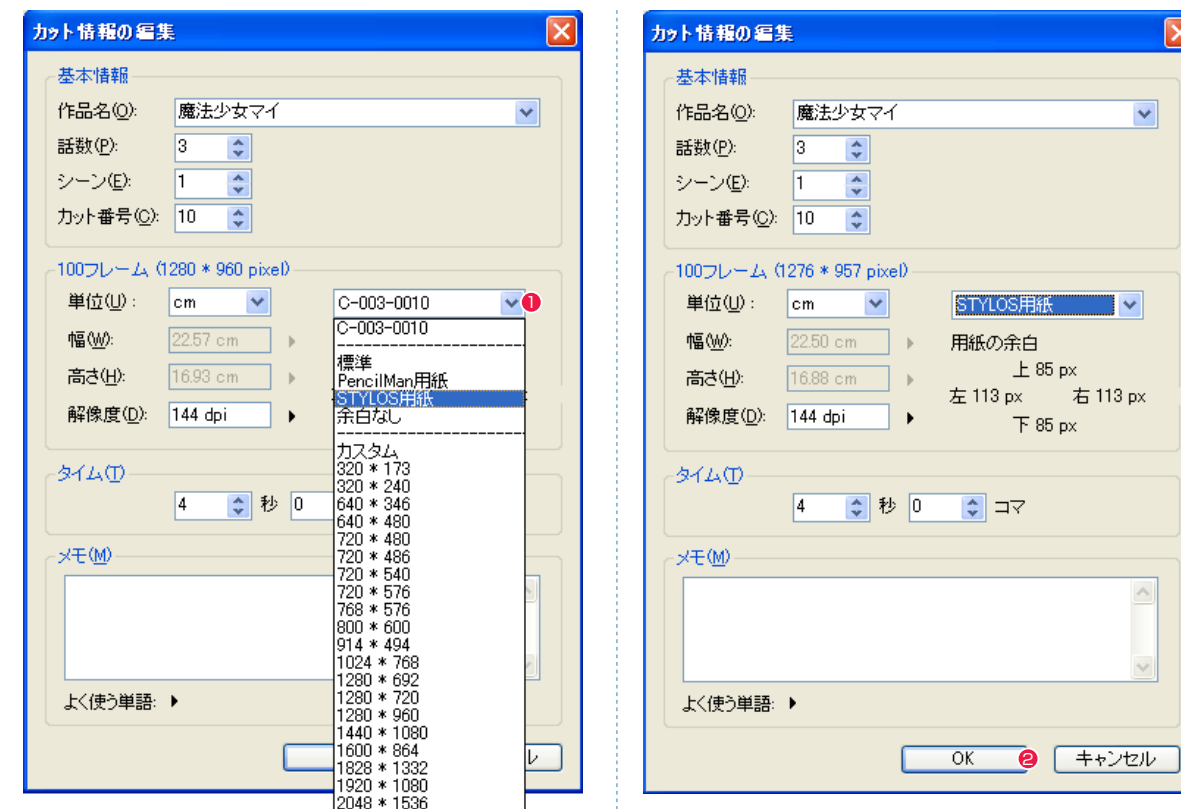 カット情報の編集
基本情報
作品名(O): 魔法少女マイ
話数(P): 3
シーン(E): 1
カット番号(C): 10
100フレーム (1280 * 960 pixel)
単位(U) : cm C-003-0010 1
幅(W): 22.57 cm
高さ(H): 16.93 cm
解像度(D): 144 dpi
C-003-0010
標準
PencilMan用紙
STYLOS用紙
余白なし
カスタム
320 * 173
320 * 240
640 * 346
640 * 480
720 * 480
720 * 486
720 * 540
720 * 576
768 * 576
800 * 600
914 * 494
1024 * 768
1280 * 692
1280 * 720
1280 * 960
1440 * 1080
1600 * 864
1828 * 1332
1920 * 1080
2048 * 1536
タイム(T)
4 秒 0
メモ(M)
よく使う単語:
ル
カット情報の編集
基本情報
作品名(O): 魔法少女マイ
話数(P): 3
シーン(E): 1
カット番号(C): 10
100フレーム (1276 * 957 pixel)
単位(U) : cm STYLOS用紙
幅(W): 22.50 cm 用紙の余白
高さ(H): 16.88 cm 上 85 px
左 113 px 右 113 px
解像度(D): 144 dpi 下 85 px
タイム(T)
4 秒 0 コマ
メモ(M)
よく使う単語:
OK 2 キャンセル